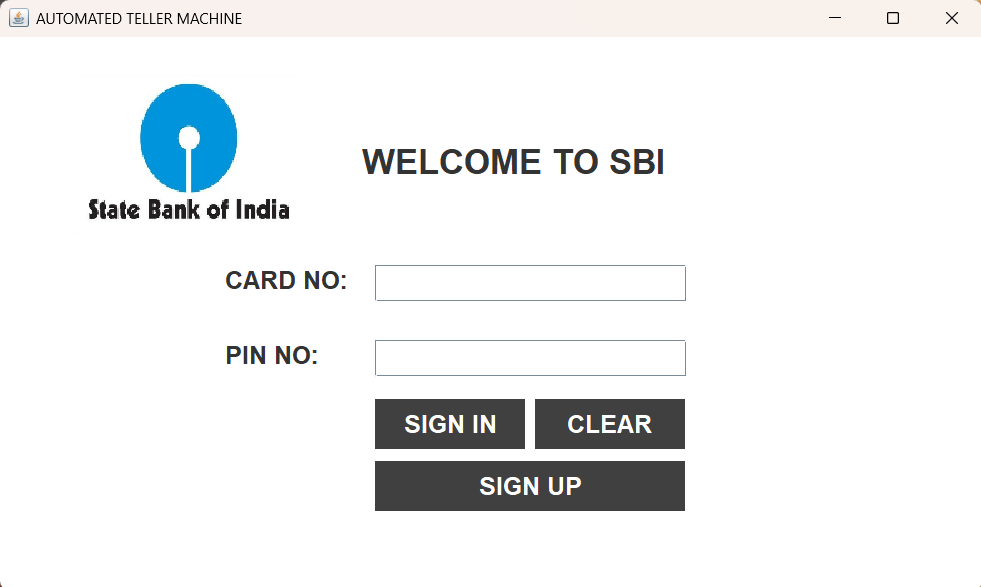 AUTOMATED TELLER MACHINE
State Bank of India
WELCOME TO SBI
CARD NO:
PIN NO:
SIGN IN CLEAR
SIGN UP